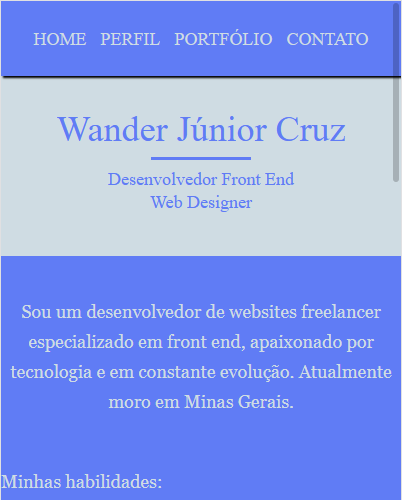 HOME PERFIL PORTFÓLIO CONTATO
Wander Júnior Cruz
Desenvolvedor Front End
Web Designer
Sou um desenvolvedor de websites freelancer
especializado em front end, apaixonado por
tecnologia e em constante evolução. Atualmente
moro em Minas Gerais.
Minhas habilidades: